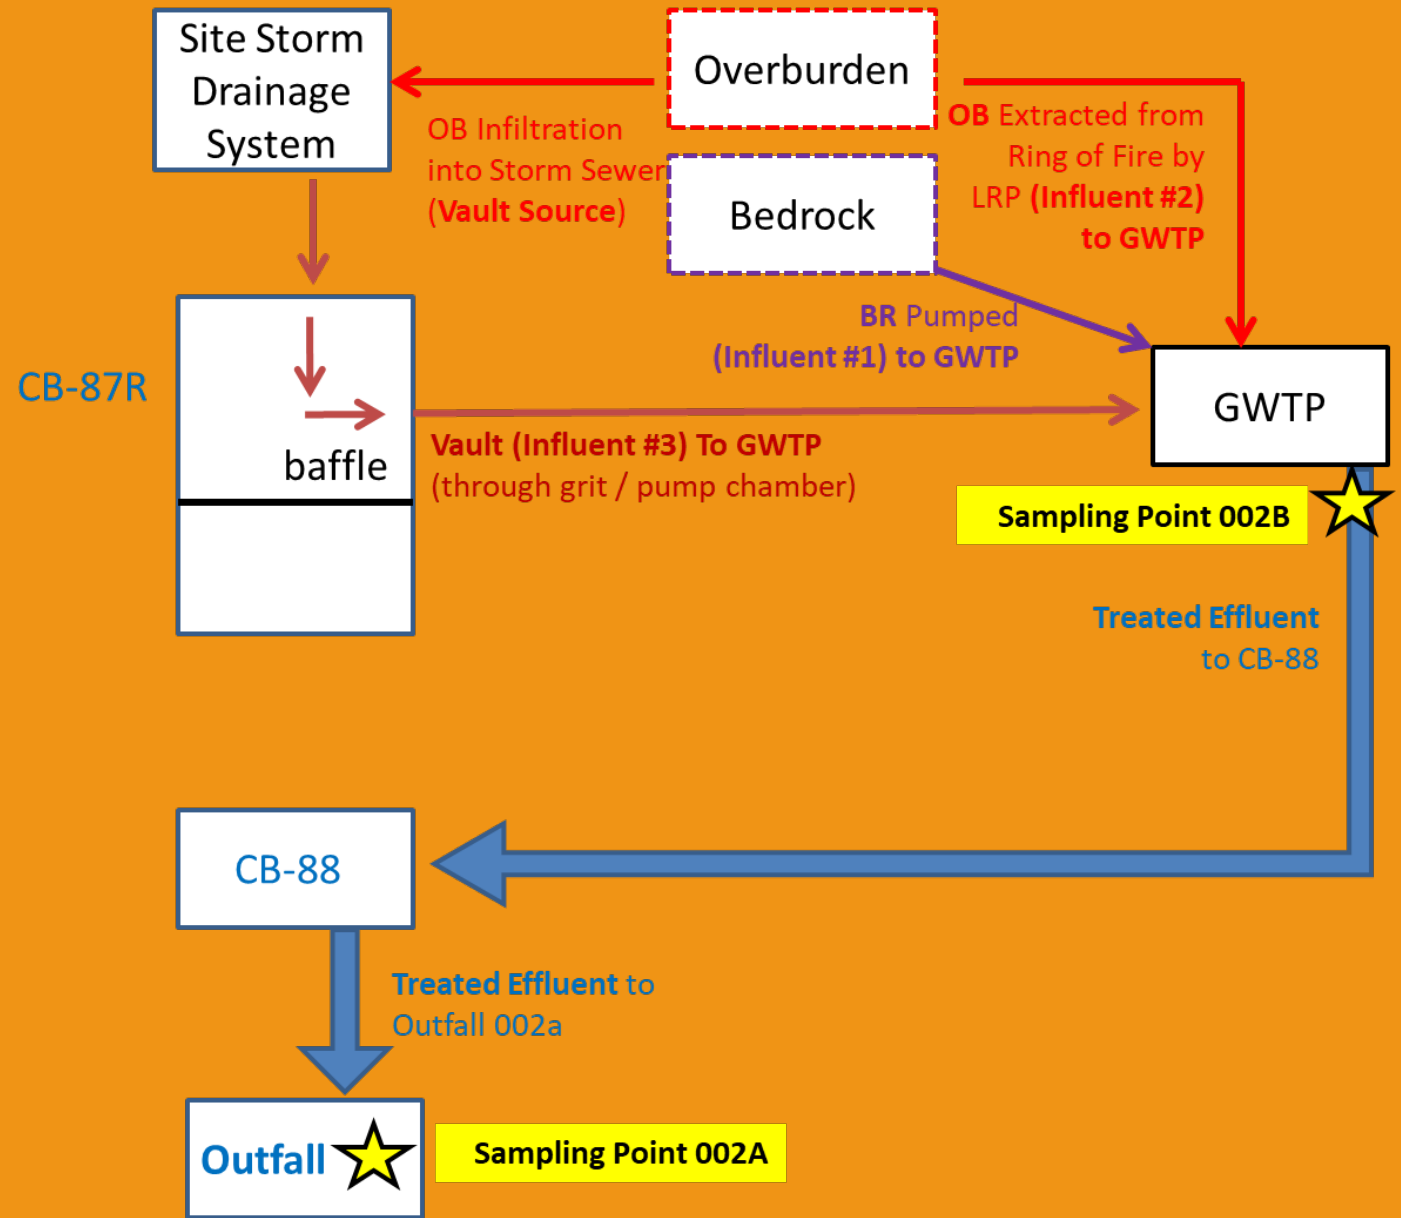 Site Storm
Drainage
System
Overburden
OB Infiltration
into Storm Sewer
(Vault Source)
OB Extracted from
Ring of Fire by
LRP (Influent #2)
to GWTP
Bedrock
BR Pumped
(Influent #1) to GWTP
CB-87R
baffle
GWTP
Vault (Influent #3) To GWTP
(through grit / pump chamber)
Sampling Point 002B
Treated Effluent
to CB-88
CB-88
Treated Effluent to
Outfall 002a
Outfall
Sampling Point 002A